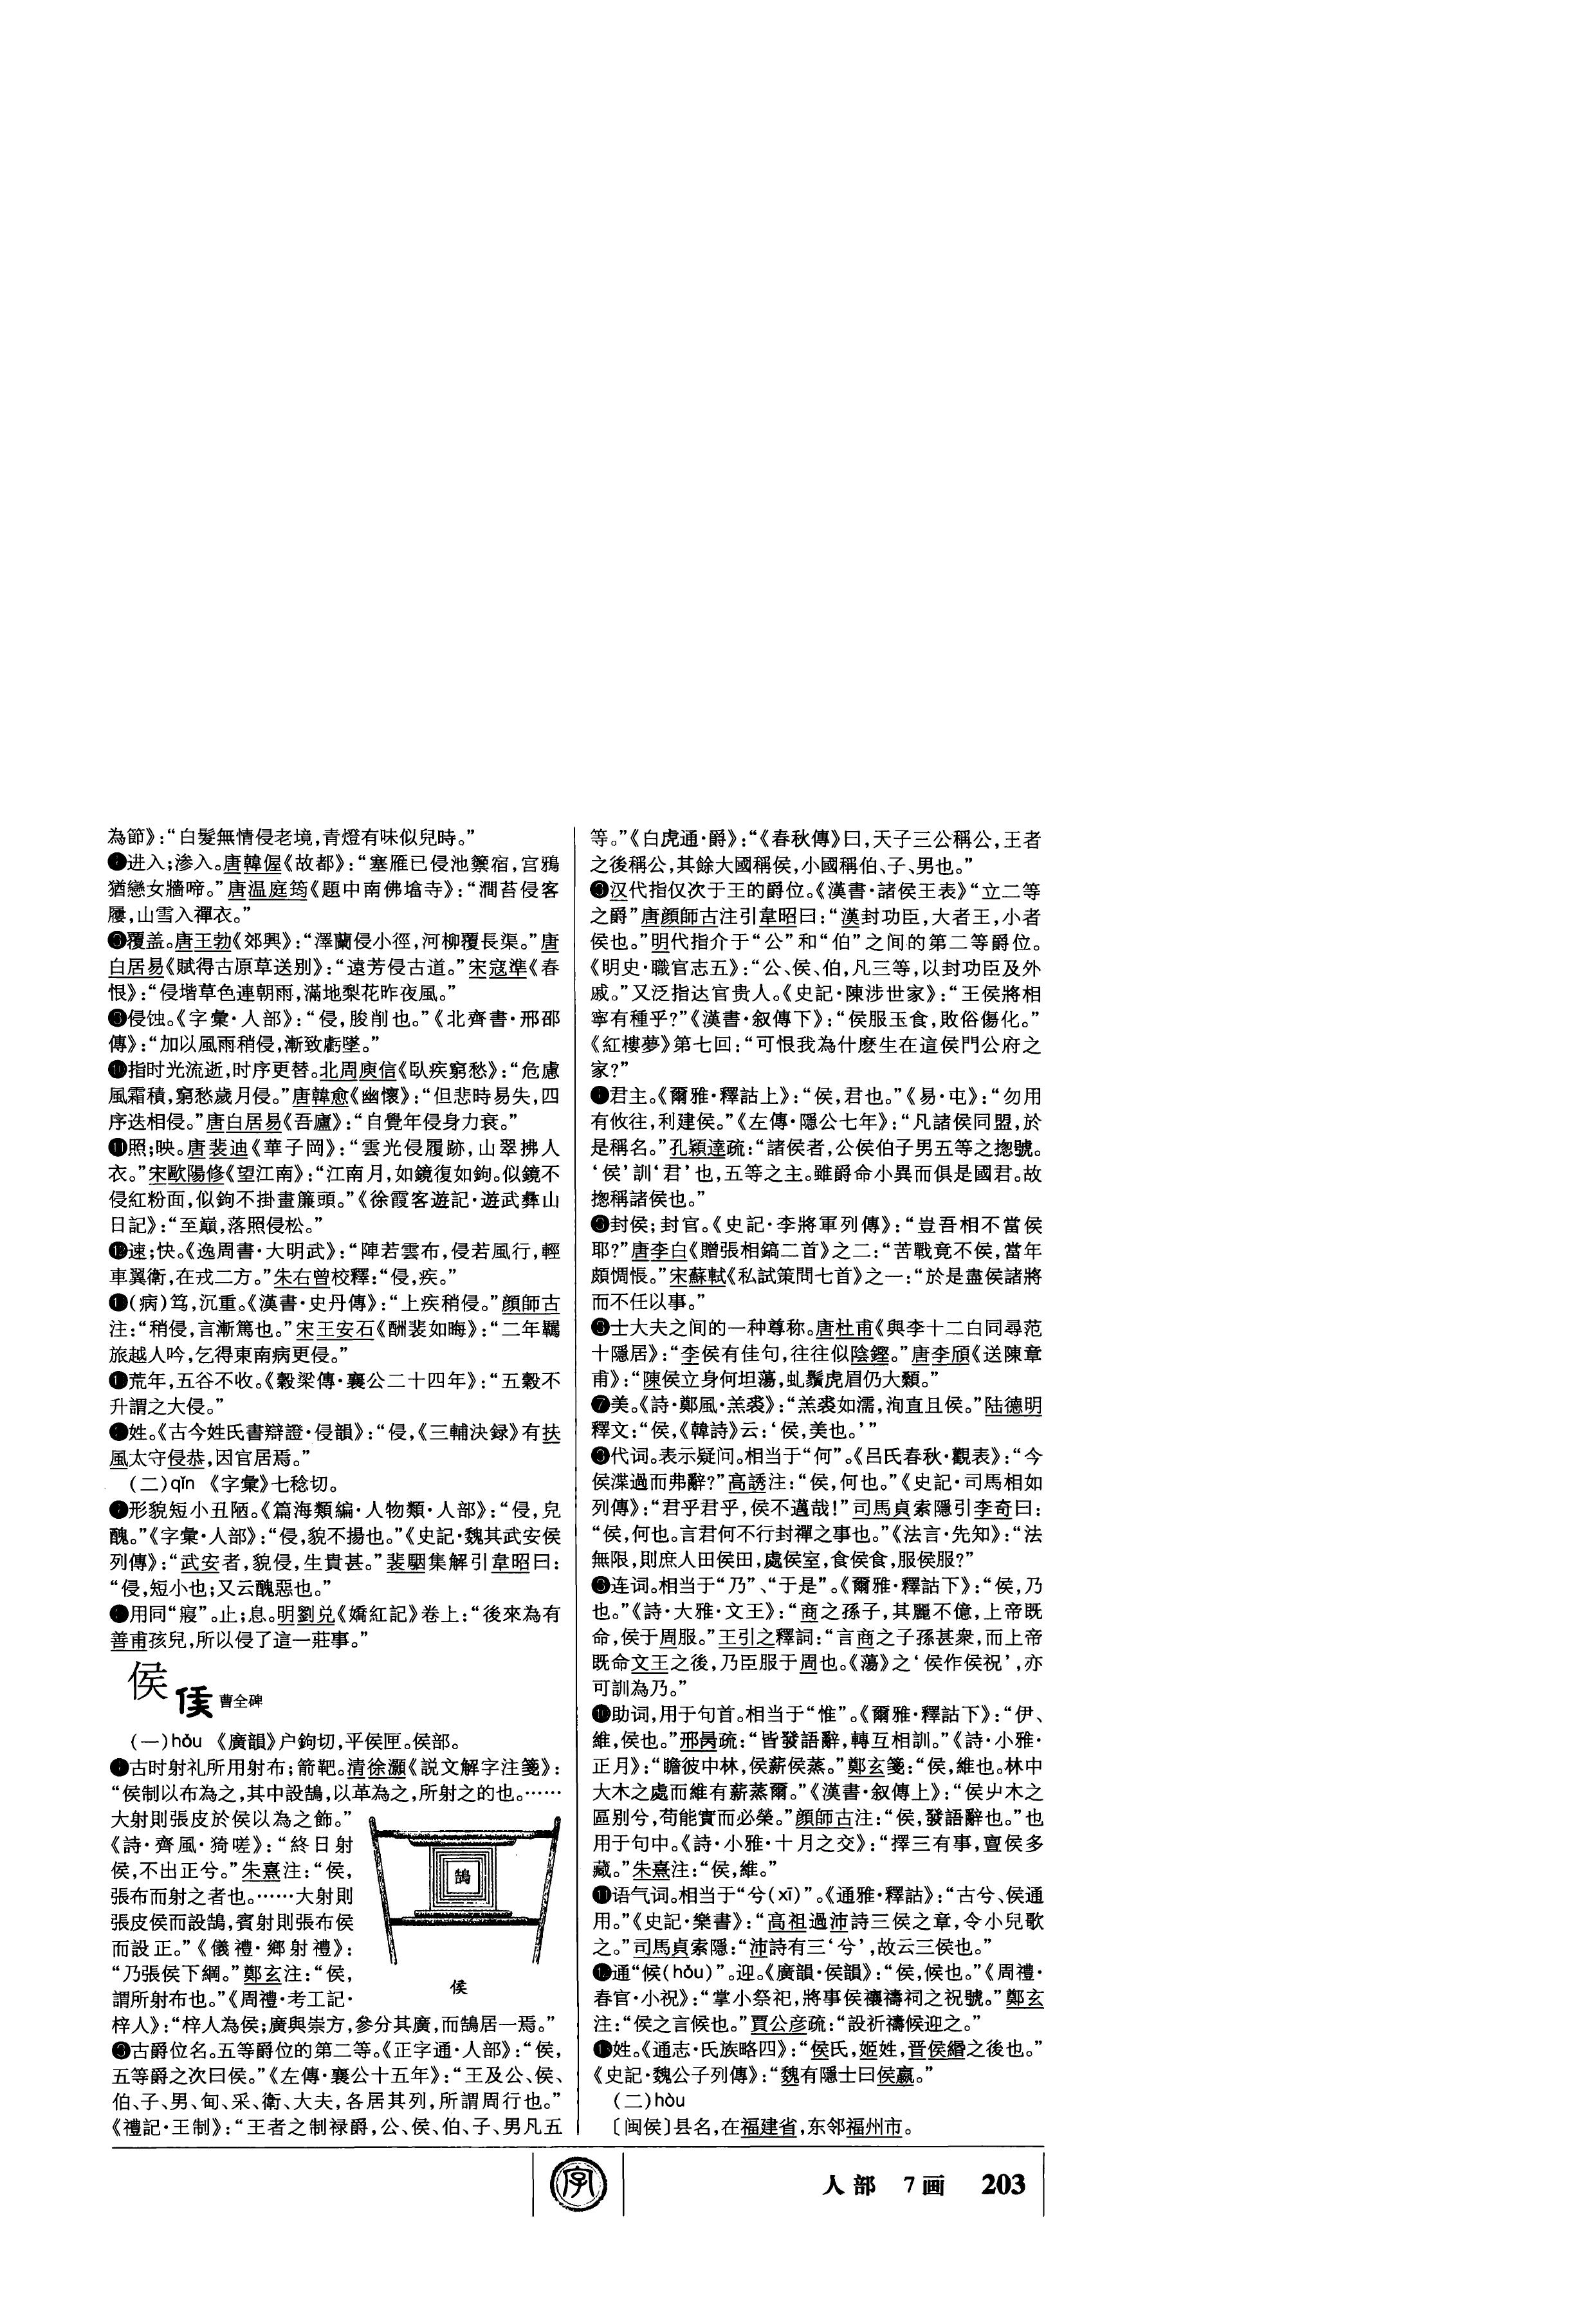 為節》：“白髮無情侵老境，青燈有味似兒時。”
❼进入；渗入。唐韓偓《故都》：“塞雁已侵池籞宿，宫鴉
猶戀女牆啼。”唐温庭筠《題中南佛塔寺》：“澗苔侵客
屨，山雪入禪衣。”
❽覆盖。唐王勃《郊興》：“澤蘭侵小徑，河柳覆長渠。”唐
白居易《賦得古原草送别》：“遠芳侵古道。”宋寇準《春
恨》：“侵堦草色連朝雨，滿地梨花昨夜風。”
❾侵蚀。《字彙·人部》：“侵，朘削也。”《北齊書·邢邵
傳》：“加以風雨稍侵，漸致虧墜。”
❿指时光流逝，时序更替。北周庾信《卧疾窮愁》：“危慮
風霜積，窮愁歲月侵。”唐韓愈《幽懷》：“但悲時易失，四
序迭相侵。”唐白居易《吾廬》：“自覺年侵身力衰。”
⓫照；映。唐裴迪《華子岡》：“雲光侵履跡，山翠拂人
衣。”宋歐陽修《望江南》：“江南月，如鏡復如鉤。似鏡不
侵紅粉面，似鉤不掛畫簾頭。”《徐霞客遊記·遊武彝山
日記》：“至巔，落照侵松。”
⓬速；快。《逸周書·大明武》：“陣若雲布，侵若風行，輕
車翼衛，在戎二方。”朱右曾校釋：“侵，疾。”
⓭(病)笃，沉重。《漢書·史丹傳》：“上疾稍侵。”顔師古
注：“稍侵，言漸篤也。”宋王安石《酬裴如晦》：“二年羈
旅越人吟，乞得東南病更侵。”
⓮荒年，五谷不收。《穀梁傳·襄公二十四年》：“五穀不
升謂之大侵。”
⓯姓。《古今姓氏書辯證·侵韻》：“侵，《三輔決録》有扶
風太守侵恭，因官居焉。”
(二)qǐn 《字彙》七稔切。
❶形貌短小丑陋。《篇海類編·人物類·人部》：“侵，皃
醜。”《字彙·人部》：“侵，貌不揚也。”《史記·魏其武安侯
列傳》：“武安者，貌侵，生貴甚。”裴駰集解引韋昭曰：
“侵，短小也；又云醜惡也。”
❷用同“寢”。止；息。明劉兑《嬌紅記》卷上：“後來為有
善甫孩兒，所以侵了這一莊事。”
侯 侯 曹全碑
(一)hóu 《廣韻》户鉤切，平侯匣。侯部。
❶古时射礼所用射布；箭靶。清徐灝《説文解字注箋》：
“侯制以布為之，其中設鵠，以革為之，所射之的也。……
大射則張皮於侯以為之飾。”
《詩·齊風·猗嗟》：“終日射
侯，不出正兮。”朱熹注：“侯，
張布而射之者也。……大射則
張皮侯而設鵠，賓射則張布侯
而設正。”《儀禮·鄉射禮》：
“乃張侯下綱。”鄭玄注：“侯，
謂所射布也。”《周禮·考工記·
鵠
侯
梓人》：“梓人為侯；廣與崇方，參分其廣，而鵠居一焉。”
❷古爵位名。五等爵位的第二等。《正字通·人部》：“侯，
五等爵之次曰侯。”《左傳·襄公十五年》：“王及公、侯、
伯、子、男、甸、采、衛、大夫，各居其列，所謂周行也。”
《禮記·王制》：“王者之制禄爵，公、侯、伯、子、男凡五
等。”《白虎通·爵》：“《春秋傳》曰，天子三公稱公，王者
之後稱公，其餘大國稱侯，小國稱伯、子、男也。”
❸汉代指仅次于王的爵位。《漢書·諸侯王表》“立二等
之爵”唐顔師古注引韋昭曰：“漢封功臣，大者王，小者
侯也。”明代指介于“公”和“伯”之间的第二等爵位。
《明史·職官志五》：“公、侯、伯，凡三等，以封功臣及外
戚。”又泛指达官贵人。《史記·陳涉世家》：“王侯將相
寧有種乎？”《漢書·叙傳下》：“侯服玉食，敗俗傷化。”
《紅樓夢》第七回：“可恨我為什麽生在這侯門公府之
家？”
❹君主。《爾雅·釋詁上》：“侯，君也。”《易·屯》：“勿用
有攸往，利建侯。”《左傳·隱公七年》：“凡諸侯同盟，於
是稱名。”孔穎達疏：“諸侯者，公侯伯子男五等之揔號。
‘侯’訓‘君’也，五等之主。雖爵命小異而俱是國君。故
揔稱諸侯也。”
❺封侯；封官。《史記·李將軍列傳》：“豈吾相不當侯
耶？”唐李白《贈張相鎬二首》之二：“苦戰竟不侯，當年
頗惆悵。”宋蘇軾《私試策問七首》之一：“於是盡侯諸將
而不任以事。”
❻士大夫之间的一种尊称。唐杜甫《與李十二白同尋范
十隱居》：“李侯有佳句，往往似陰鏗。”唐李頎《送陳章
甫》：“陳侯立身何坦蕩，虬鬚虎眉仍大顙。”
❼美。《詩·鄭風·羔裘》：“羔裘如濡，洵直且侯。”陆德明
釋文：“侯，《韓詩》云：‘侯，美也。’”
❽代词。表示疑问。相当于“何”。《吕氏春秋·觀表》：“今
侯渫過而弗辭？”高誘注：“侯，何也。”《史記·司馬相如
列傳》：“君乎君乎，侯不邁哉！”司馬貞索隱引李奇曰：
“侯，何也。言君何不行封禪之事也。”《法言·先知》：“法
無限，則庶人田侯田，處侯宅，食侯食，服侯服？”
❾连词。相当于“乃”、“于是”。《爾雅·釋詁下》：“侯，乃
也。”《詩·大雅·文王》：“商之孫子，其麗不億，上帝既
命，侯于周服。”王引之釋詞：“言商之子孫甚衆，而上帝
既命文王之後，乃臣服于周也。《蕩》之‘侯作侯祝’，亦
可訓為乃。”
❿助词，用于句首。相当于“惟”。《爾雅·釋詁下》：“伊、
維，侯也。”邢昺疏：“皆發語辭，轉互相訓。”《詩·小雅·
正月》：“瞻彼中林，侯薪侯蒸。”鄭玄箋：“侯，維也。林中
大木之處而維有薪蒸爾。”《漢書·叙傳上》：“侯屮木之
區别兮，苟能實而必榮。”顔師古注：“侯，發語辭也。”也
用于句中。《詩·小雅·十月之交》：“擇三有事，亶侯多
藏。”朱熹注：“侯，維。”
⓫语气词。相当于“兮(xī)”。《通雅·釋詁》：“古兮、侯通
用。”《史記·樂書》：“高祖過沛詩三侯之章，令小兒歌
之。”司馬貞索隱：“沛詩有三‘兮’，故云三侯也。”
⓬通“候(hǒu)”。迎。《廣韻·侯韻》：“侯，候也。”《周禮·
春官·小祝》：“掌小祭祀，將事侯禳禱祠之祝號。”鄭玄
注：“侯之言候也。”賈公彦疏：“設祈禱候迎之。”
⓭姓。《通志·氏族略四》：“侯氏，姬姓，晋侯緡之後也。”
《史記·魏公子列傳》：“魏有隱士曰侯嬴。”
(二)hòu
〔闽侯〕县名，在福建省，东邻福州市。
字
人部 7画 203